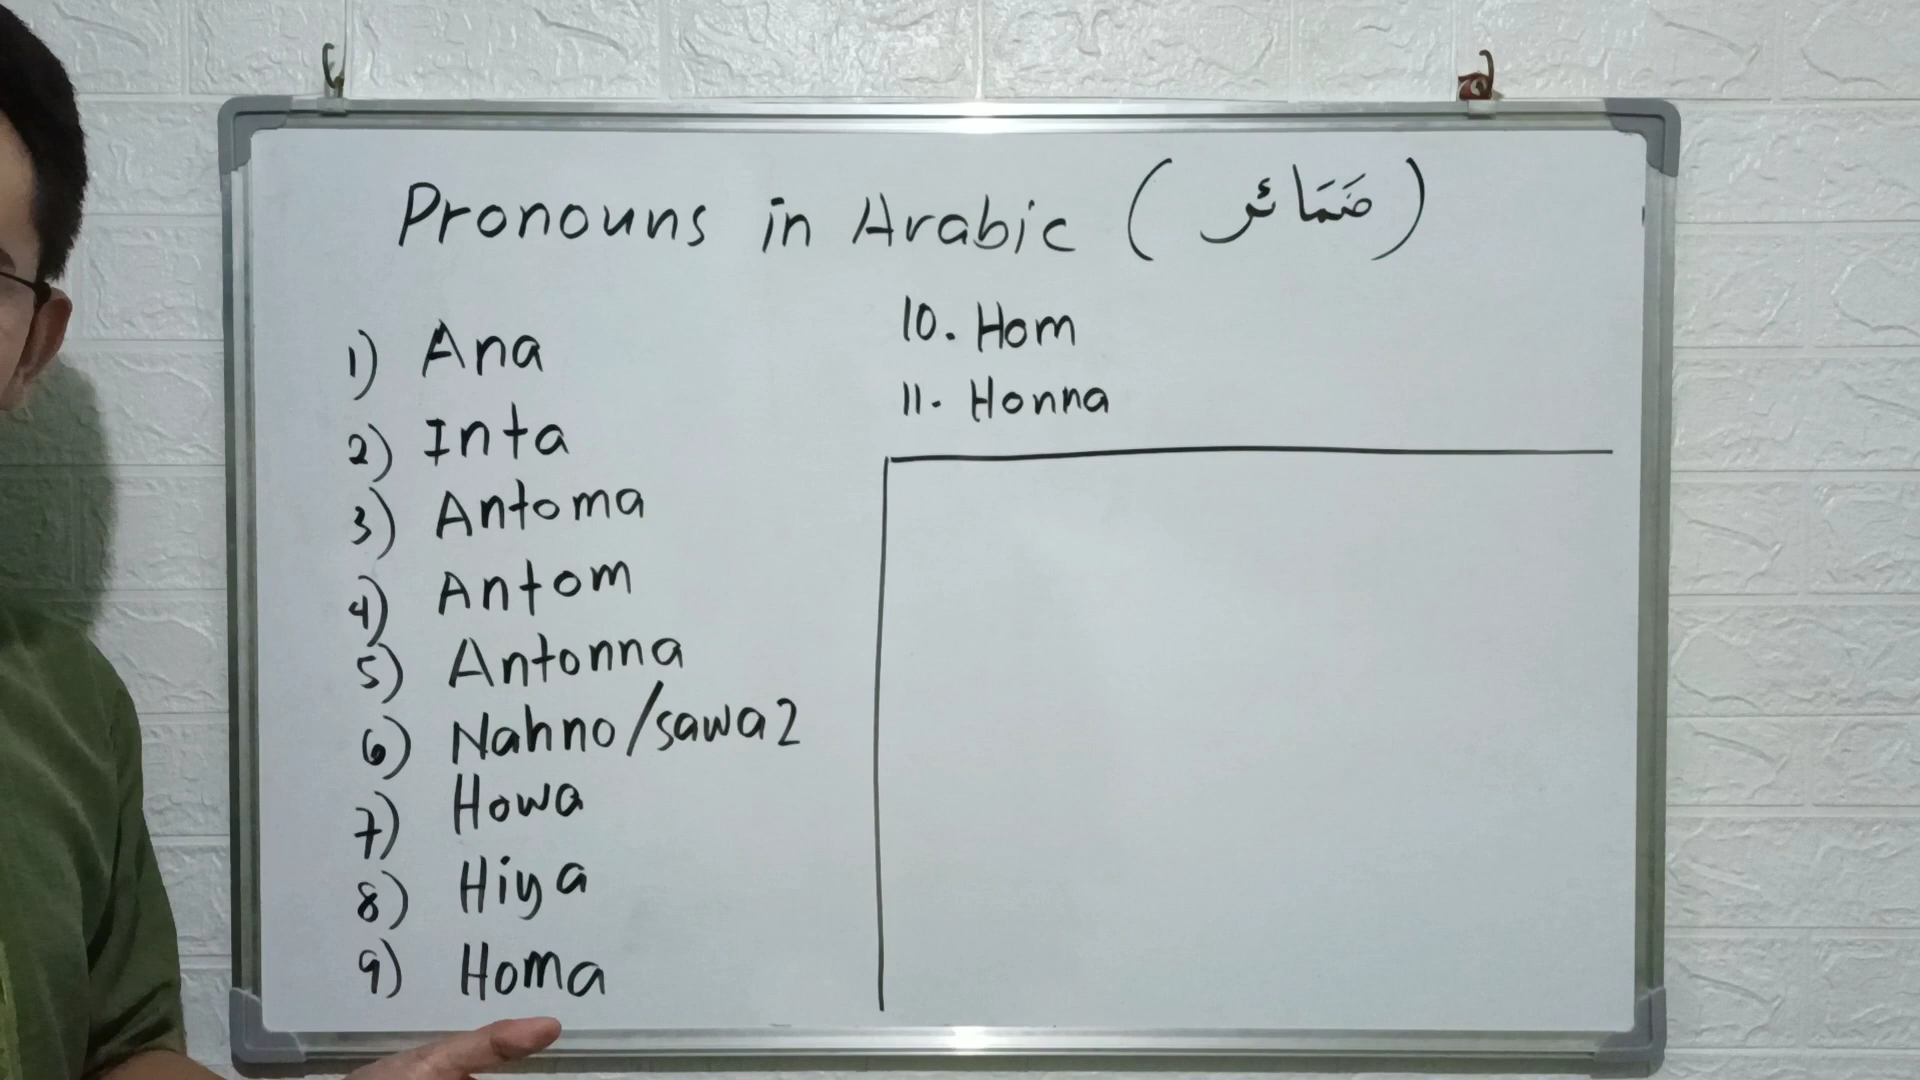 Pronouns in Arabic (ضَمَائر)
1) Ana
2) Inta
3) Antoma
4) Antom
5) Antonna
6) Nahno/sawa2
7) Howa
8) Hiya
9) Homa
10. Hom
11. Honna